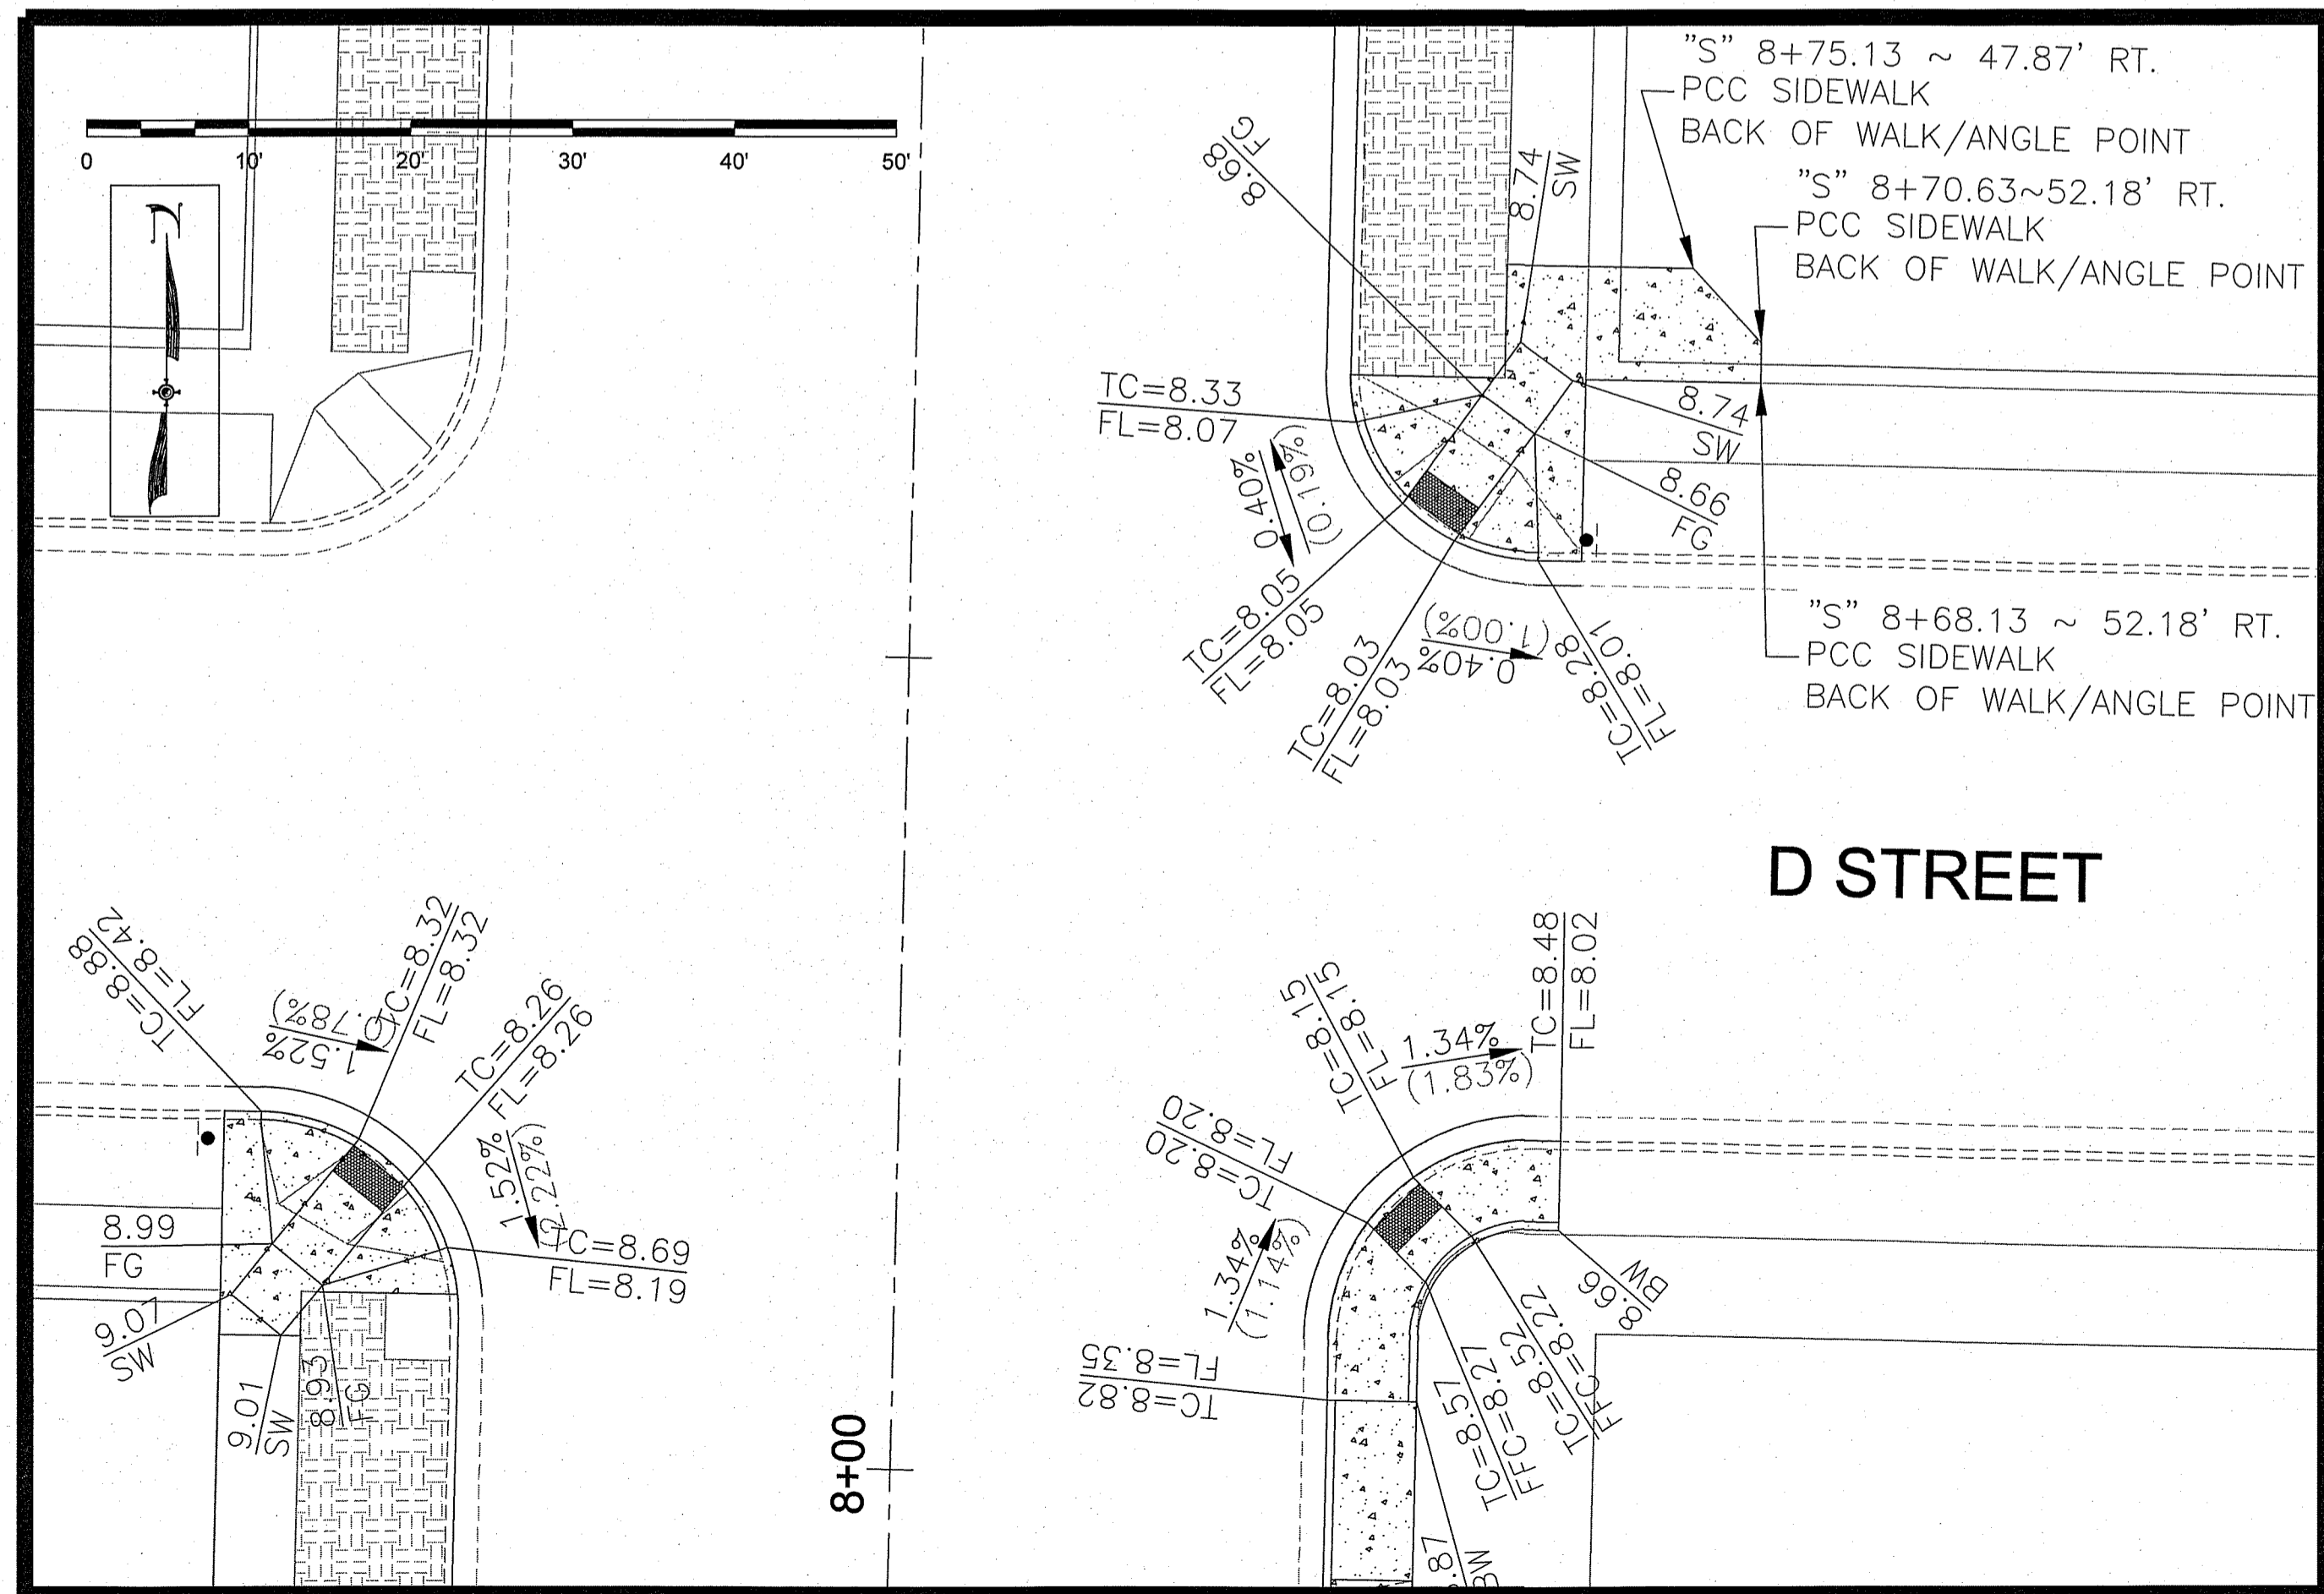 "S" 8+75.13 ~ 47.87' RT.
PCC SIDEWALK
BACK OF WALK/ANGLE POINT
"S" 8+70.63~52.18' RT.
PCC SIDEWALK
BACK OF WALK/ANGLE POINT
0 10' 20' 30' 40' 50'
N
8.68
FG
8.74
SW
TC=8.33
FL=8.07
0.40%
(0.19%)
8.74
SW
8.66
FG
TC=8.05
FL=8.05
TC=8.03
FL=8.03
0.40%
(1.00%)
TC=8.28
FL=8.01
"S" 8+68.13 ~ 52.18' RT.
PCC SIDEWALK
BACK OF WALK/ANGLE POINT
D STREET
TC=8.88
FL=8.42
1.52%
(0.78%)
TC=8.32
FL=8.32
TC=8.26
FL=8.26
1.52%
TC=8.69
FL=8.19
8.99
FG
9.07
SW
9.01
SW
8.93
FG
8+00
TC=8.15
FL=8.15
1.34%
(1.83%)
TC=8.48
FL=8.02
TC=8.20
FL=8.20
1.34%
(1.14%)
TC=8.82
FL=8.35
8.66
BW
TC=8.52
FFC=8.22
TC=8.57
FFC=8.27
.87
BW